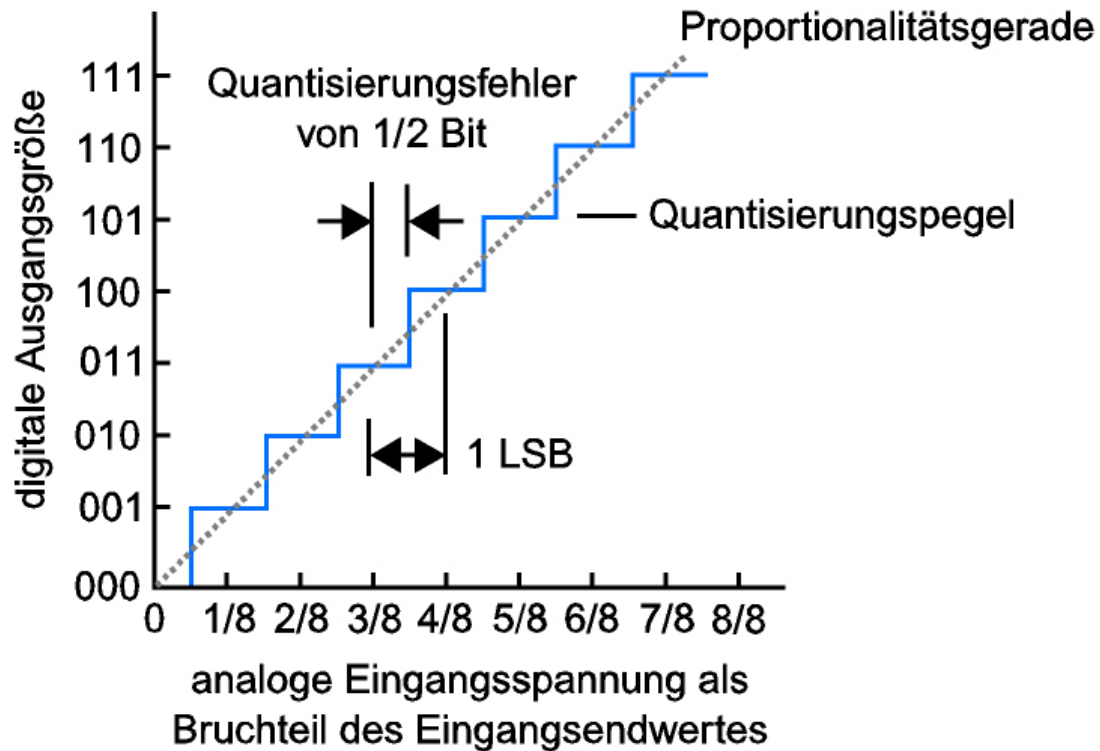 Proportionalitätsgerade
Quantisierungsfehler
von 1/2 Bit
Quantisierungspegel
1 LSB
digitale Ausgangsgröße
111
110
101
100
011
010
001
000
0 1/8 2/8 3/8 4/8 5/8 6/8 7/8 8/8
analoge Eingangsspannung als
Bruchteil des Eingangsendwertes